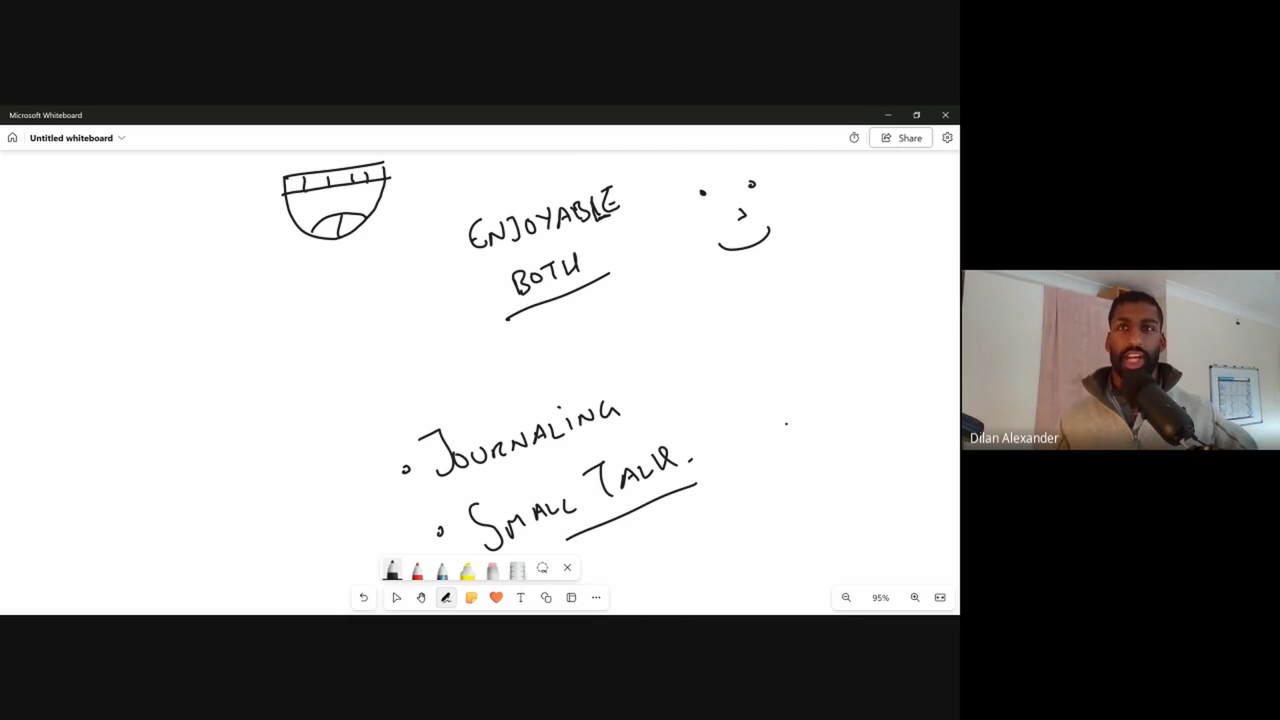 Microsoft Whiteboard
Untitled whiteboard
Share
ENJOYABLE
BOTH
• JOURNALING
• SMALL TALK.
95%
Dilan Alexander